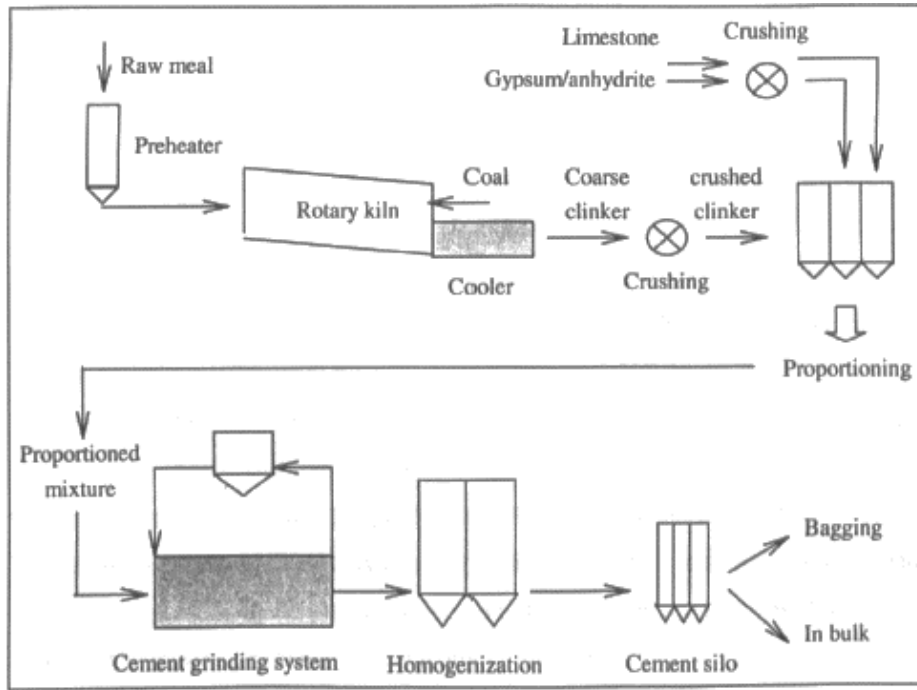 Raw meal
Limestone
Crushing
Gypsum/anhydrite
Preheater
Rotary kiln
Coal
Coarse
clinker
crushed
clinker
Cooler
Crushing
Proportioning
Proportioned
mixture
Bagging
In bulk
Cement grinding system
Homogenization
Cement silo